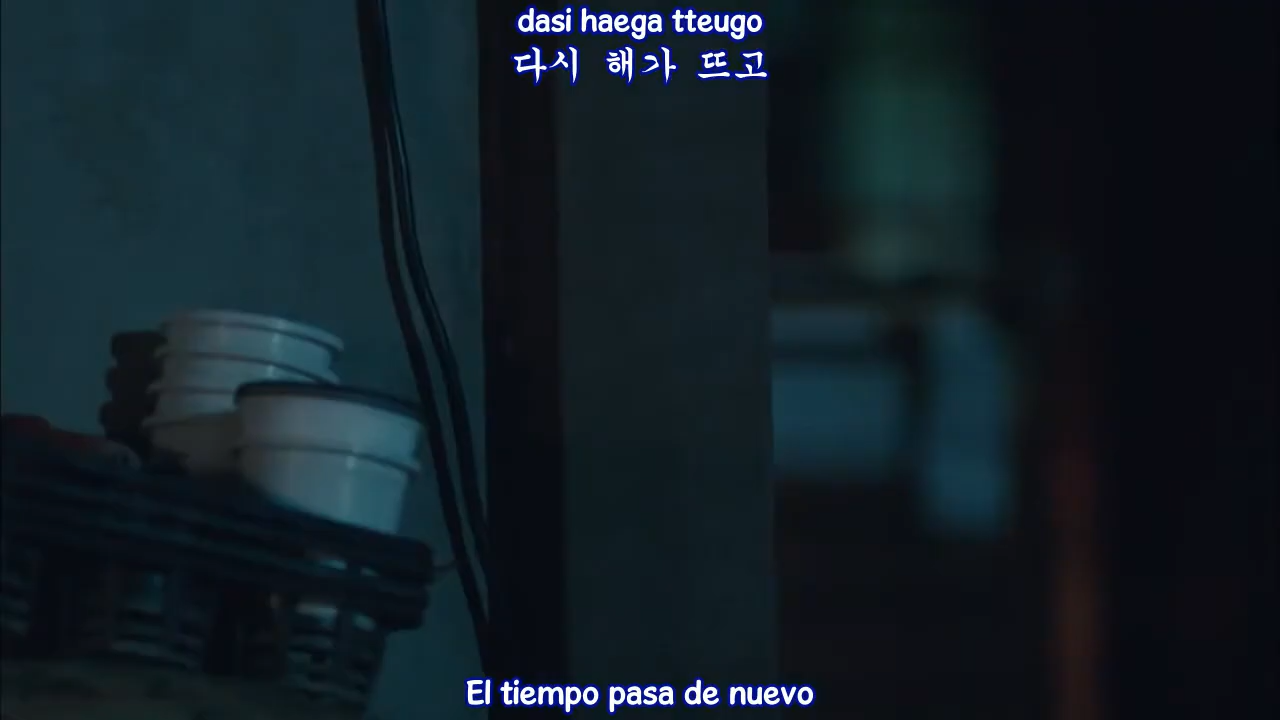 dasi haega tteugo
다시 해가 뜨고
El tiempo pasa de nuevo